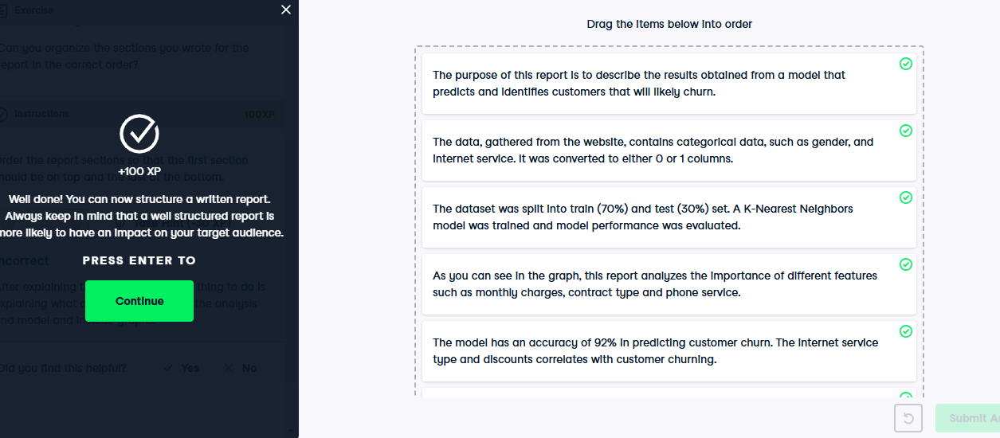 Exercise
Can you organize the sections you wrote for the
report in the correct order?
Instructions
100XP
Order the report sections so that the first section
should be on top and the last at the bottom.
+100 XP
Well done! You can now structure a written report.
Always keep in mind that a well structured report is
more likely to have an impact on your target audience.
Incorrect
PRESS ENTER TO
After explaining thing to do is
explaining what the analysis
and model and
Continue
Did you find this helpful?
Yes
No
Drag the items below into order
The purpose of this report is to describe the results obtained from a model that
predicts and identifies customers that will likely churn.
The data, gathered from the website, contains categorical data, such as gender, and
internet service. It was converted to either 0 or 1 columns.
The dataset was split into train (70%) and test (30%) set. A K-Nearest Neighbors
model was trained and model performance was evaluated.
As you can see in the graph, this report analyzes the importance of different features
such as monthly charges, contract type and phone service.
The model has an accuracy of 92% in predicting customer churn. The internet service
type and discounts correlates with customer churning.
Submit